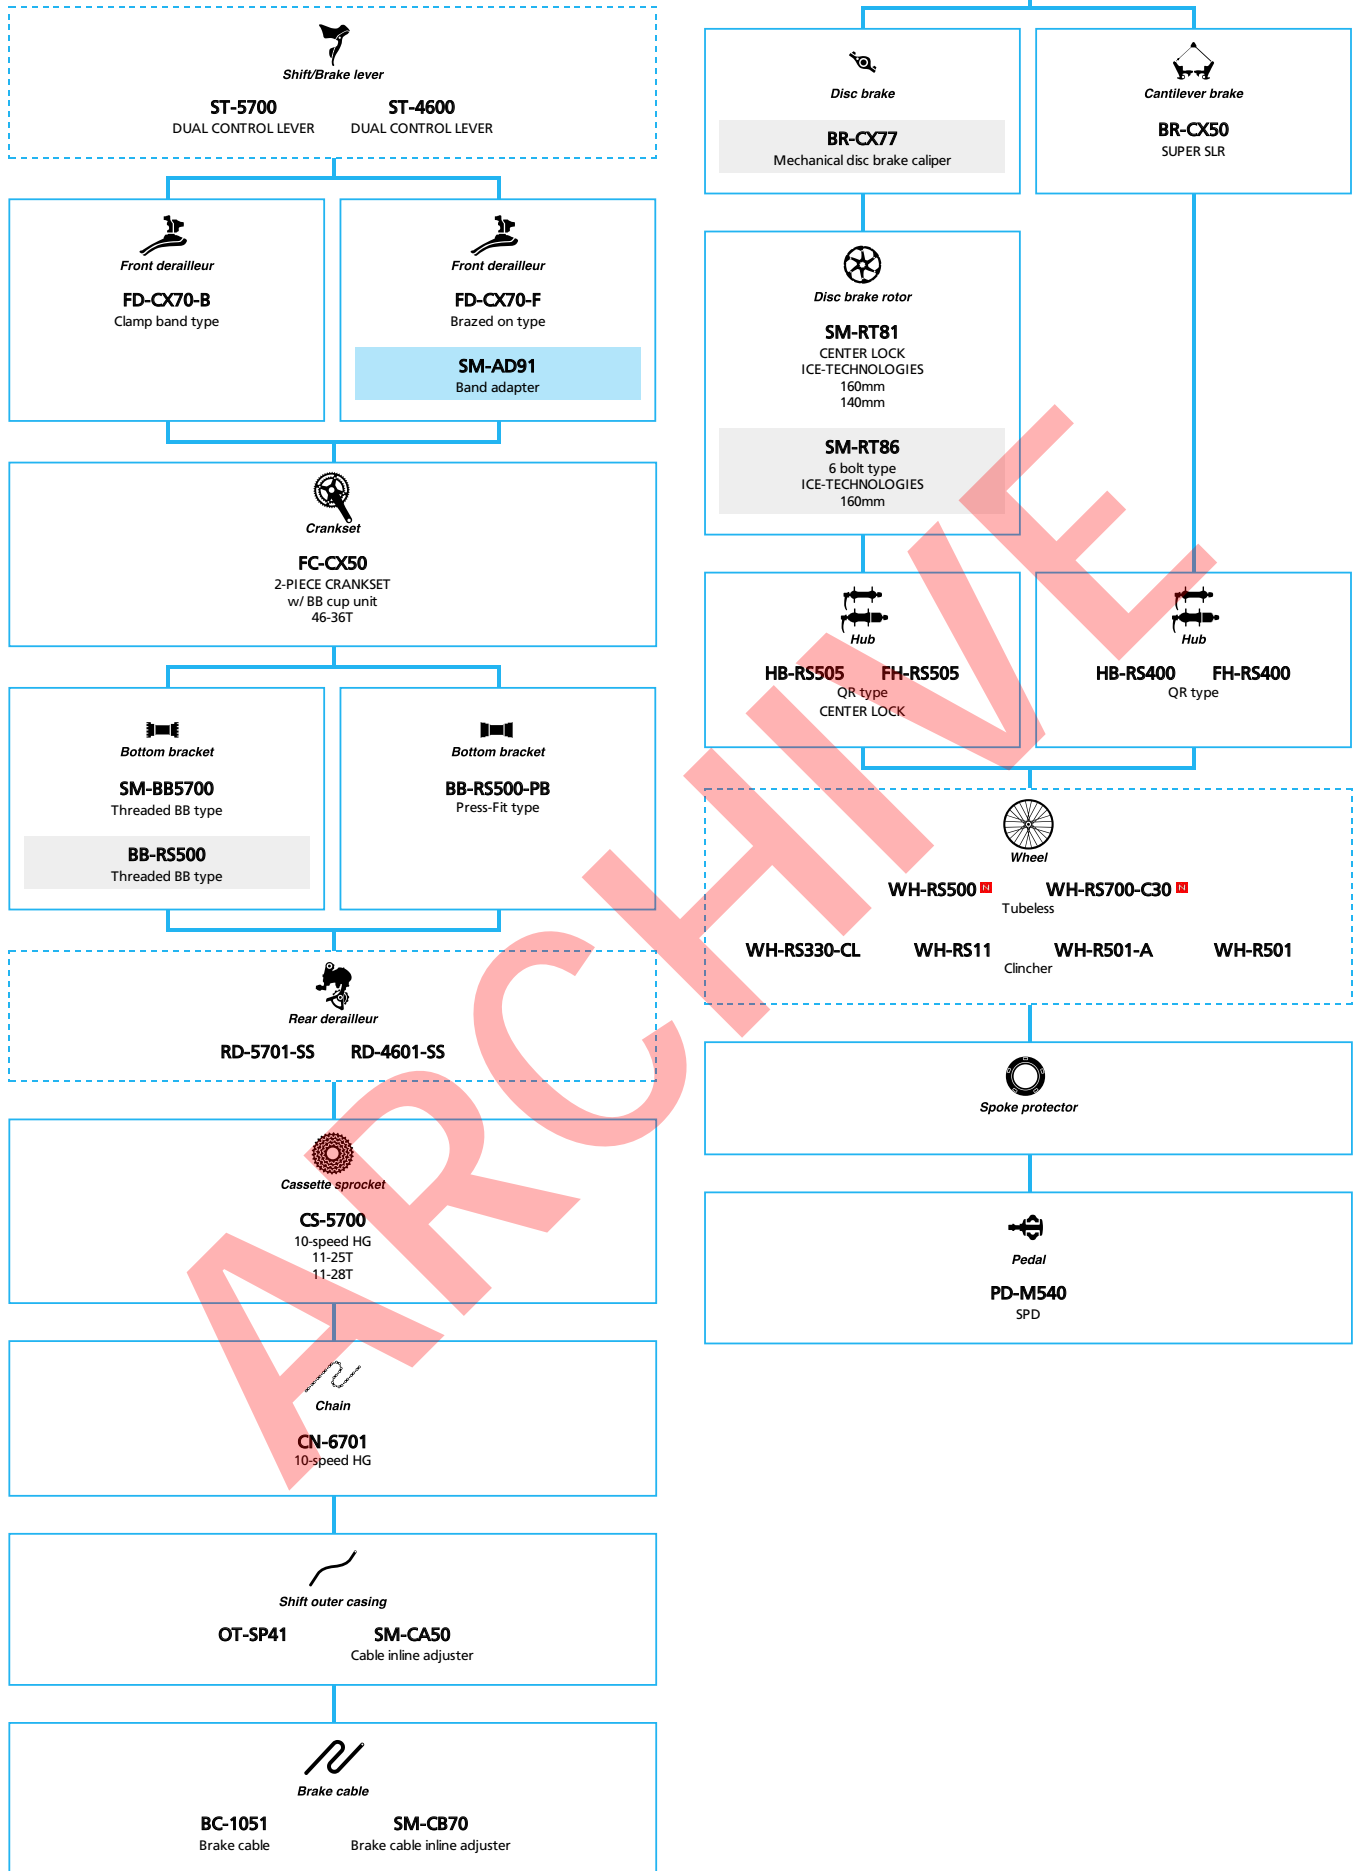 Shift/Brake lever
ST-5700 ST-4600
DUAL CONTROL LEVER DUAL CONTROL LEVER
Front derailleur
FD-CX70-B
Clamp band type
Front derailleur
FD-CX70-F
Brazed on type
SM-AD91
Band adapter
Crankset
FC-CX50
2-PIECE CRANKSET
w/ BB cup unit
46-36T
Bottom bracket
SM-BB5700
Threaded BB type
BB-RS500
Threaded BB type
Bottom bracket
BB-RS500-PB
Press-Fit type
Rear derailleur
RD-5701-SS RD-4601-SS
Cassette sprocket
CS-5700
10-speed HG
11-25T
11-28T
Chain
CN-6701
10-speed HG
Shift outer casing
OT-SP41 SM-CA50
Cable inline adjuster
Brake cable
BC-1051 SM-CB70
Brake cable Brake cable inline adjuster
Disc brake
BR-CX77
Mechanical disc brake caliper
Cantilever brake
BR-CX50
SUPER SLR
Disc brake rotor
SM-RT81
CENTER LOCK
ICE-TECHNOLOGIES
160mm
140mm
SM-RT86
6 bolt type
ICE-TECHNOLOGIES
160mm
Hub
HB-RS505 FH-RS505
QR type
CENTER LOCK
Hub
HB-RS400 FH-RS400
QR type
Wheel
WH-RS500 N WH-RS700-C30 N
Tubeless
WH-RS330-CL WH-RS11 WH-R501-A WH-R501
Clincher
Spoke protector
Pedal
PD-M540
SPD
ARCHIVE